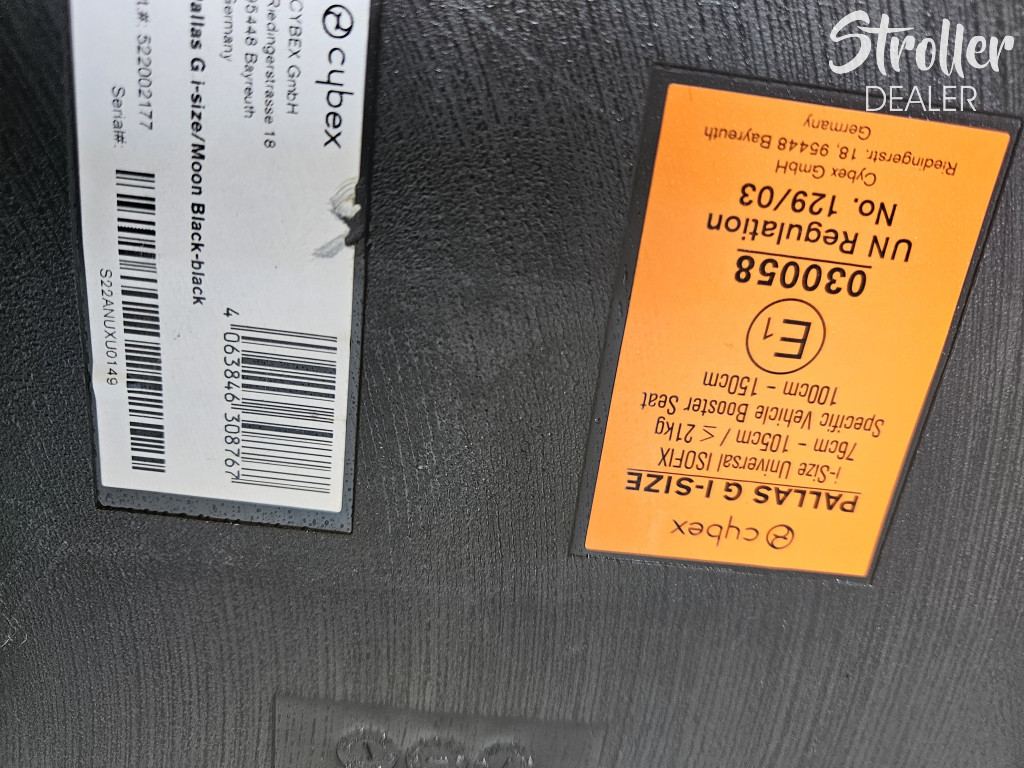 cybex
CYBEX GmbH
Riedingerstrasse 18
95448 Bayreuth
Germany
Pallas G i-size/Moon Black-black
t.#: 522002177
Serial#:
S22ANUXU0149
4 063846 308767
cybex
PALLAS G I-SIZE
i-Size Universal ISOFIX
76cm - 105cm / ≤ 21kg
Specific Vehicle Booster Seat
100cm - 150cm
E1
030058
UN Regulation
No. 129/03
Cybex GmbH
Riedingerstr. 18, 95448 Bayreuth
Germany
Stroller
DEALER